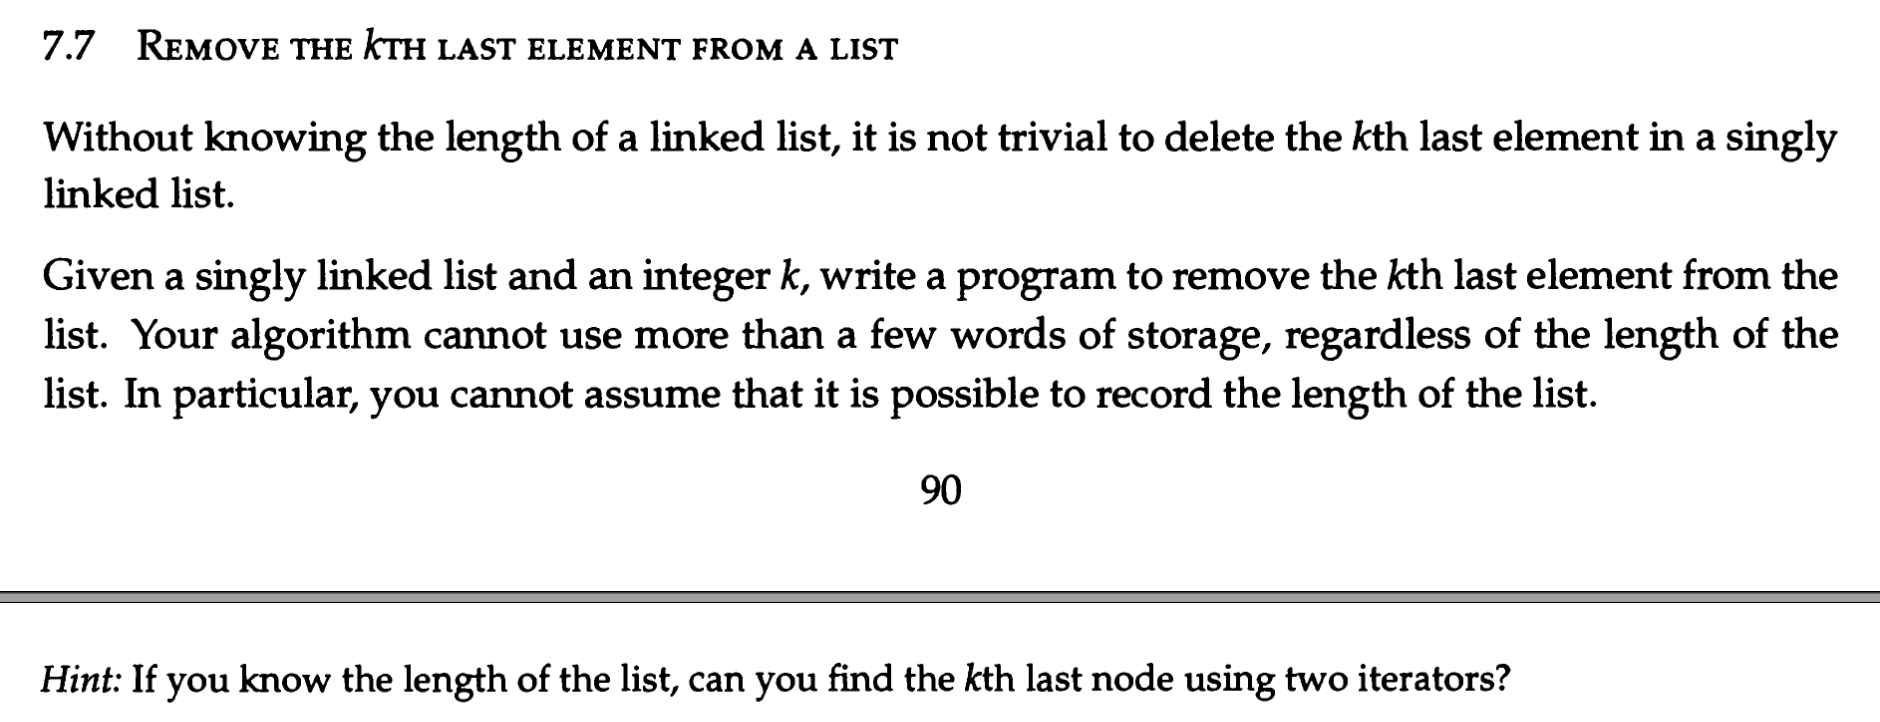 7.7 REMOVE THE kTH LAST ELEMENT FROM A LIST
Without knowing the length of a linked list, it is not trivial to delete the kth last element in a singly
linked list.
Given a singly linked list and an integer k, write a program to remove the kth last element from the
list. Your algorithm cannot use more than a few words of storage, regardless of the length of the
list. In particular, you cannot assume that it is possible to record the length of the list.
90
Hint: If you know the length of the list, can you find the kth last node using two iterators?